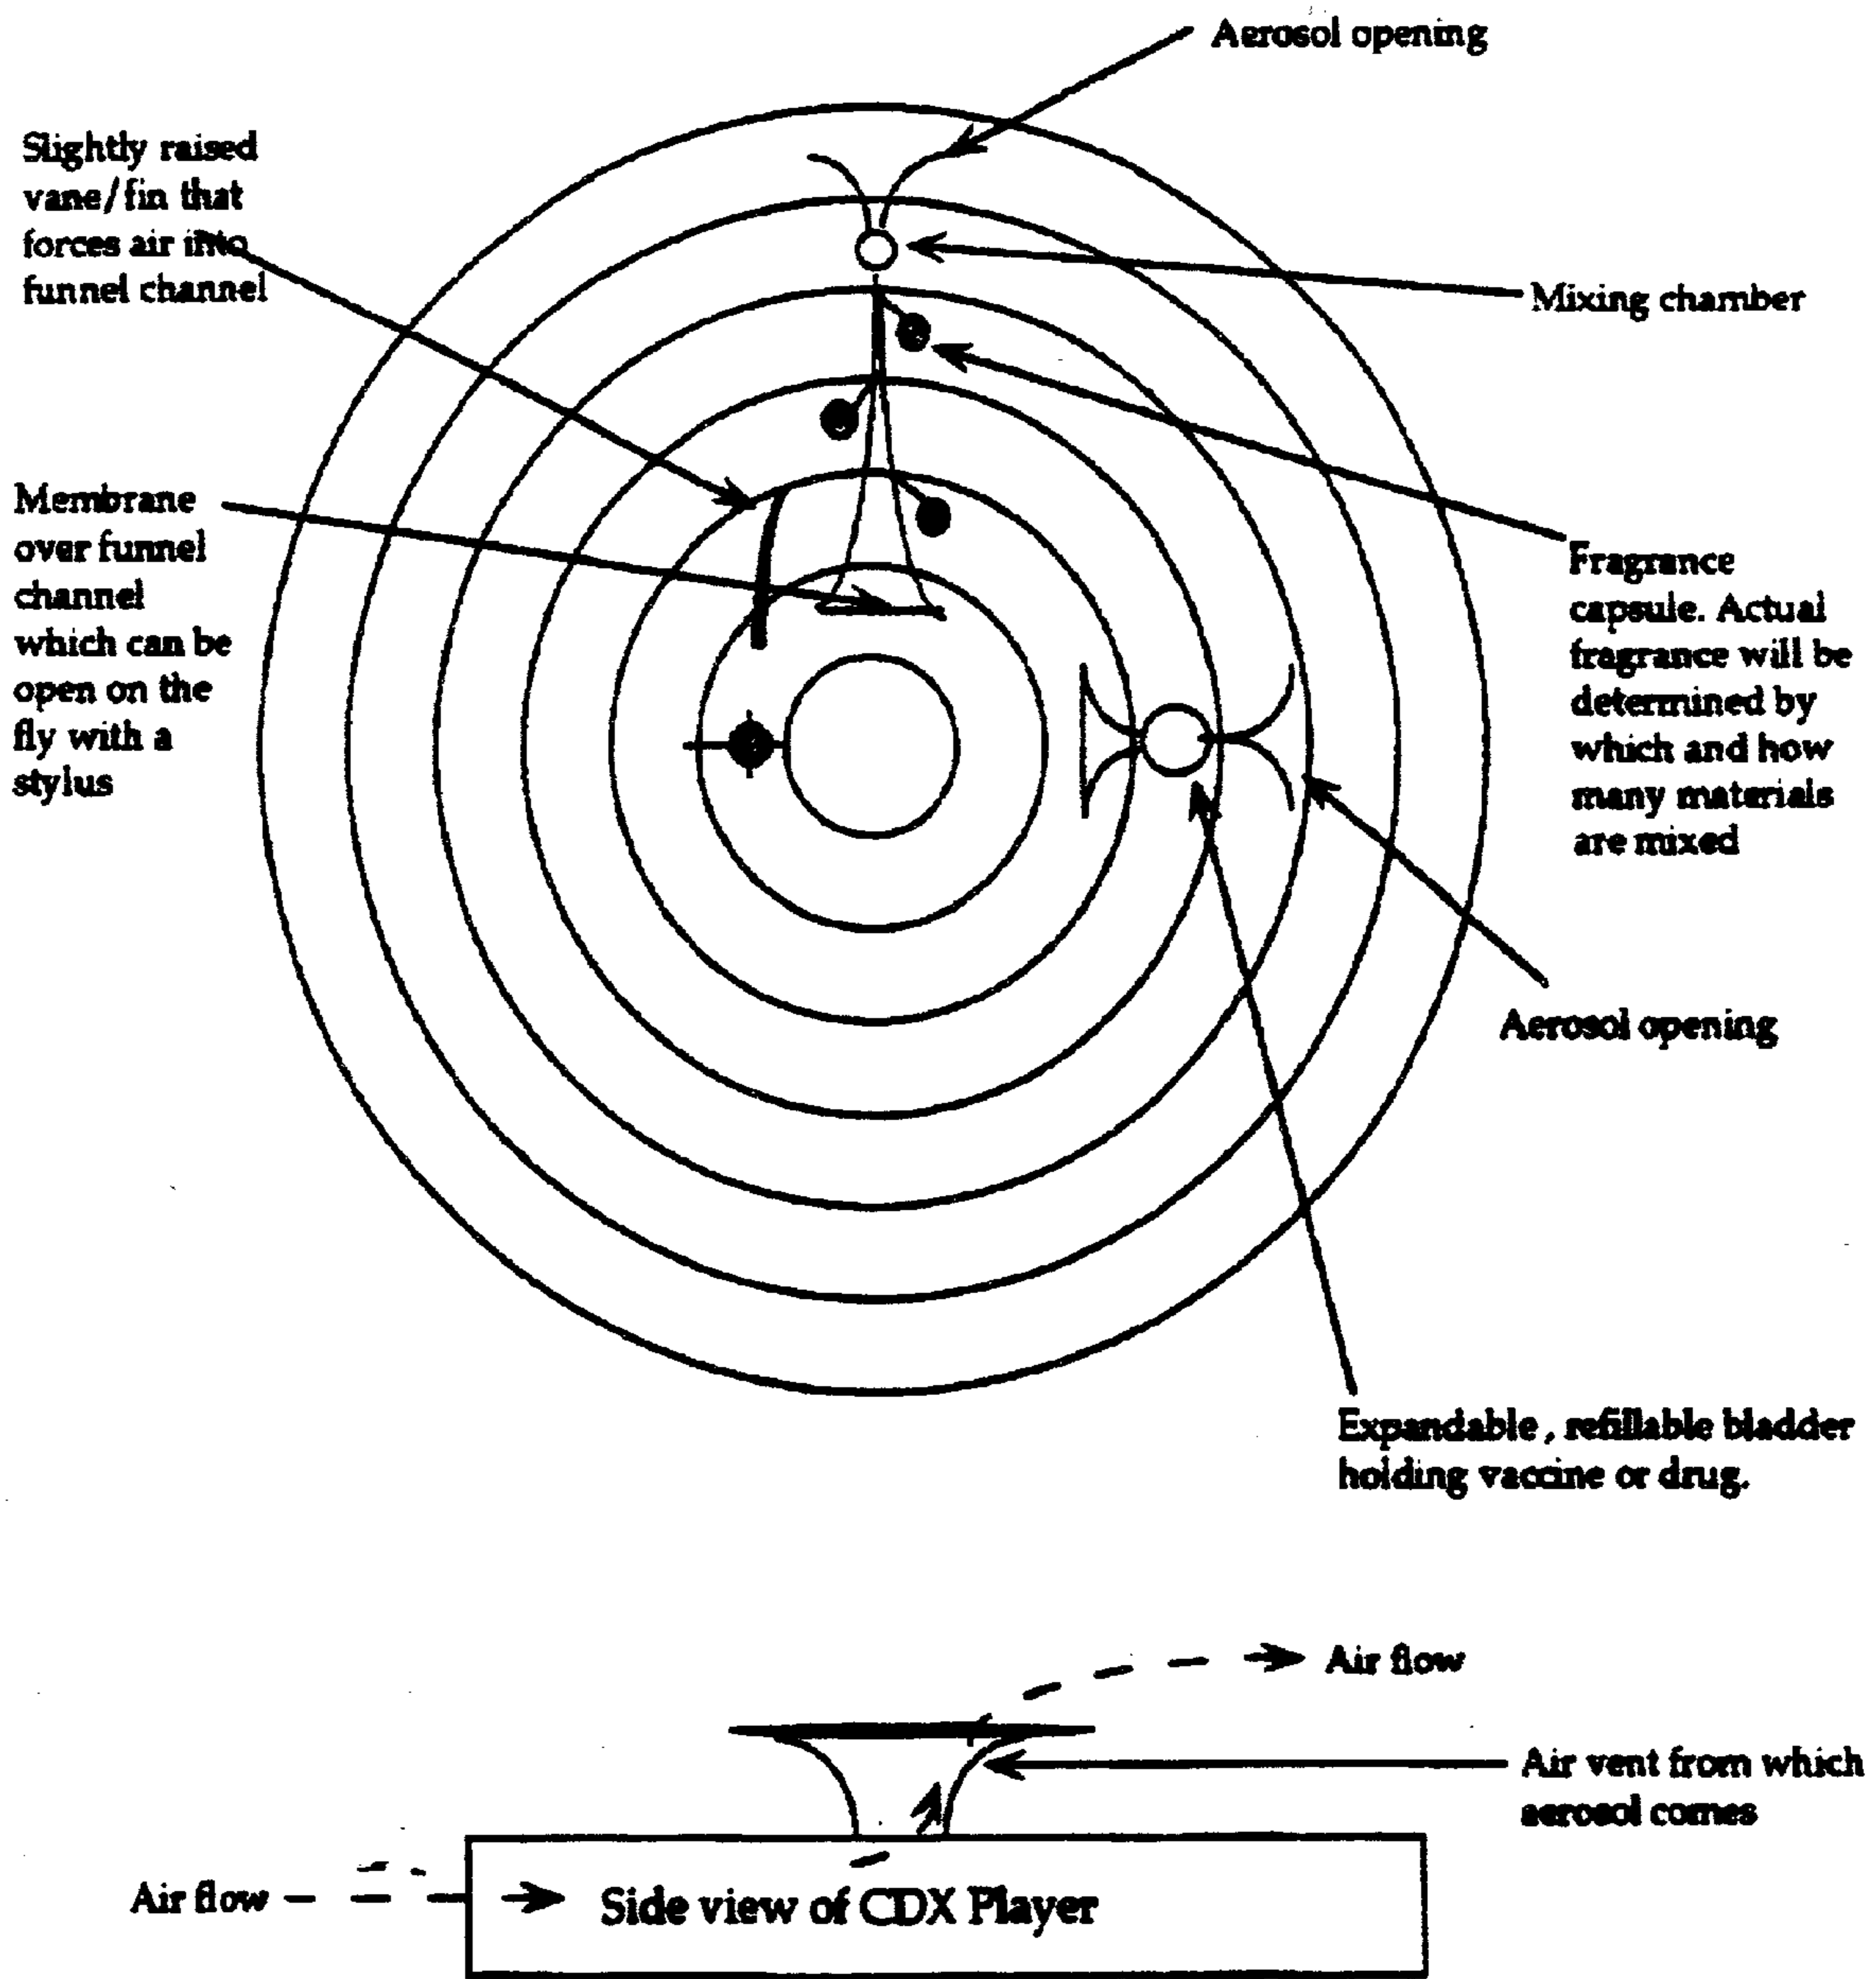 Aerosol opening
Slightly raised
vane/fin that
forces air into
funnel channel
Mixing chamber
Membrane
over funnel
channel
which can be
open on the
fly with a
stylus
Fragrance
capsule. Actual
fragrance will be
determined by
which and how
many materials
are mixed
Aerosol opening
Expandable, refillable bladder
holding vaccine or drug.
Air flow
Air vent from which
aerosol comes
Air flow
Side view of CDX Player